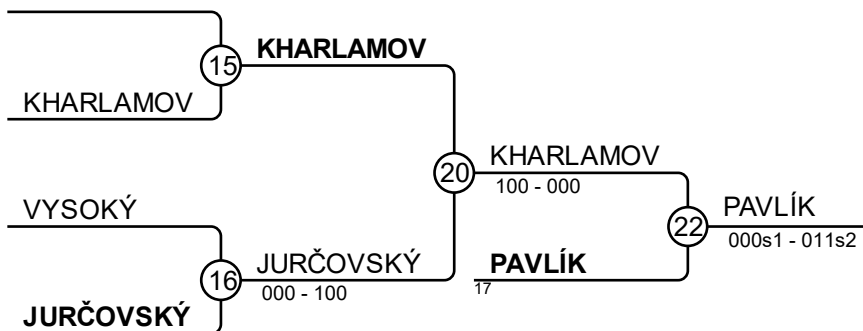 15
KHARLAMOV
KHARLAMOV
20
KHARLAMOV
100 - 000
VYSOKÝ
22
PAVLÍK
000s1 - 011s2
16
JURČOVSKÝ
000 - 100
PAVLÍK
17
JURČOVSKÝ